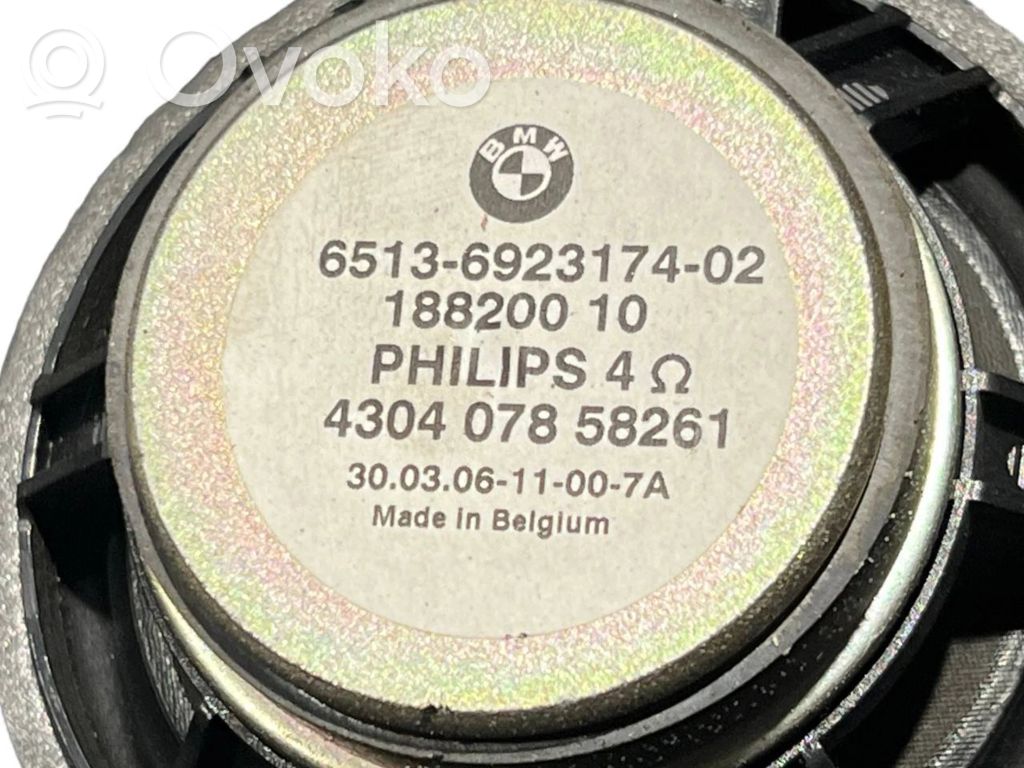 Ovoko
BMW
6513-6923174-02
188200 10
PHILIPS 4 Ω
4304 078 58261
30.03.06-11-00-7A
Made in Belgium